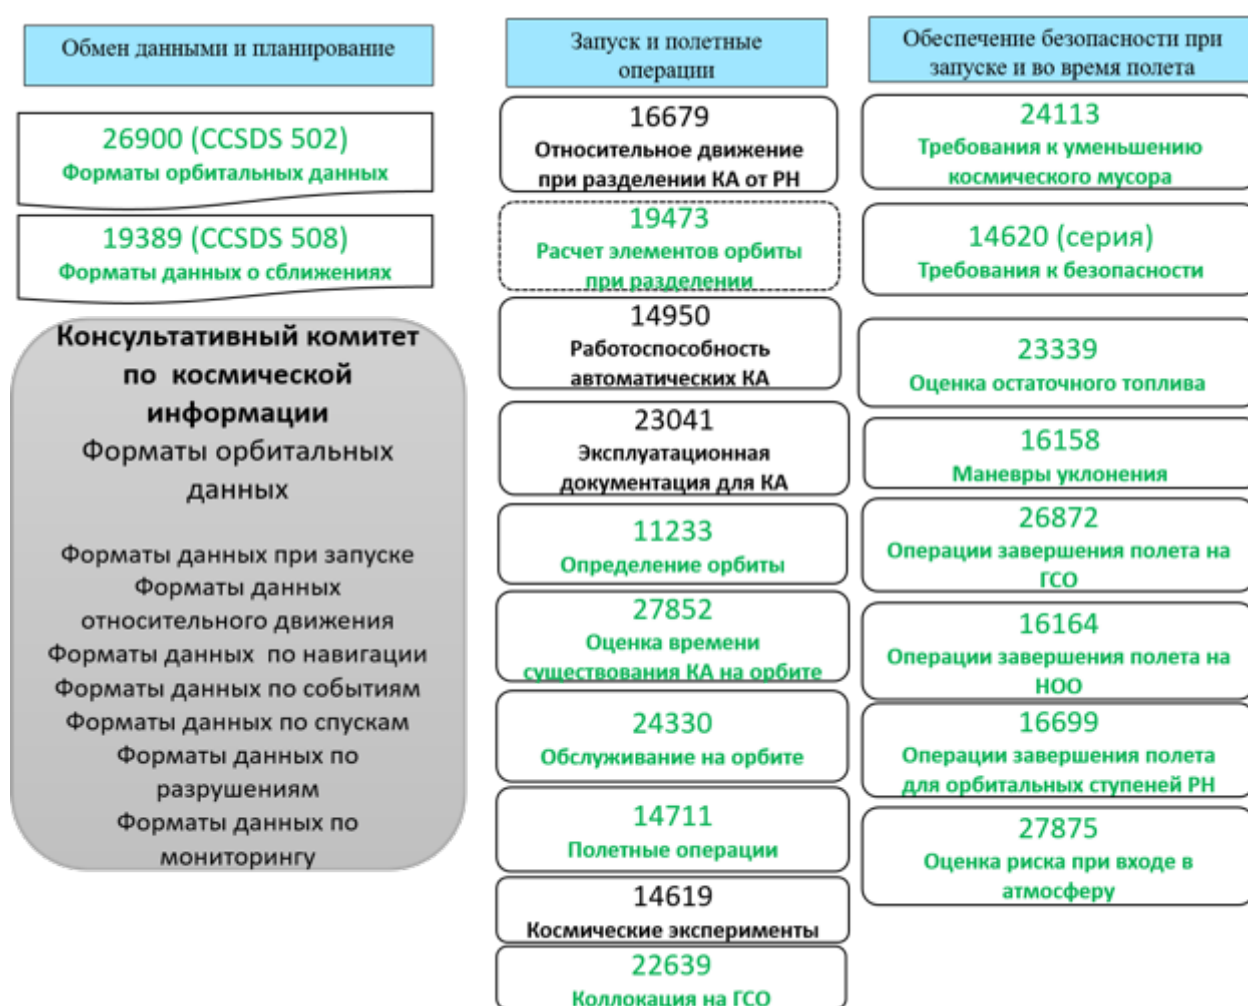 Обмен данными и планирование
26900 (CCSDS 502)
Форматы орбитальных данных
19389 (CCSDS 508)
Форматы данных о сближениях
Консультативный комитет
по космической
информации
Форматы орбитальных
данных
Форматы данных при запуске
Форматы данных
относительного движения
Форматы данных по навигации
Форматы данных по событиям
Форматы данных по спускам
Форматы данных по
разрушениям
Форматы данных по
мониторингу
Запуск и полетные
операции
16679
Относительное движение
при разделении КА от РН
19473
Расчет элементов орбиты
при разделении
14950
Работоспособность
автоматических КА
23041
Эксплуатационная
документация для КА
11233
Определение орбиты
27852
Оценка времени
существования КА на орбите
24330
Обслуживание на орбите
14711
Полетные операции
14619
Космические эксперименты
22639
Коллокация на ГСО
Обеспечение безопасности при
запуске и во время полета
24113
Требования к уменьшению
космического мусора
14620 (серия)
Требования к безопасности
23339
Оценка остаточного топлива
16158
Маневры уклонения
26872
Операции завершения полета на
ГСО
16164
Операции завершения полета на
НОО
16699
Операции завершения полета
для орбитальных ступеней РН
27875
Оценка риска при входе в
атмосферу